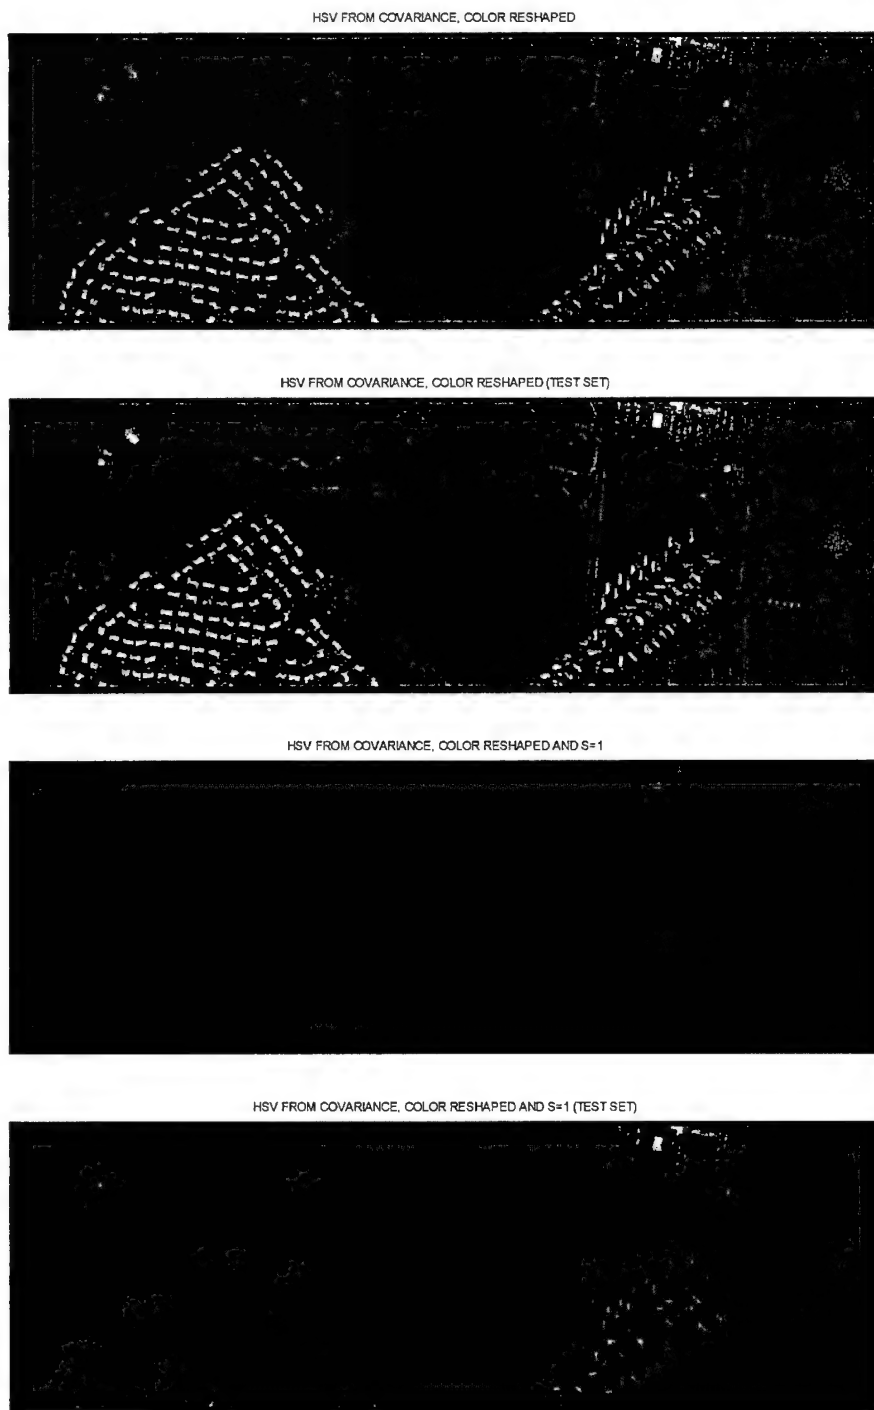 HSV FROM COVARIANCE, COLOR RESHAPED
HSV FROM COVARIANCE, COLOR RESHAPED (TEST SET)
HSV FROM COVARIANCE, COLOR RESHAPED AND S=1
HSV FROM COVARIANCE, COLOR RESHAPED AND S=1 (TEST SET)